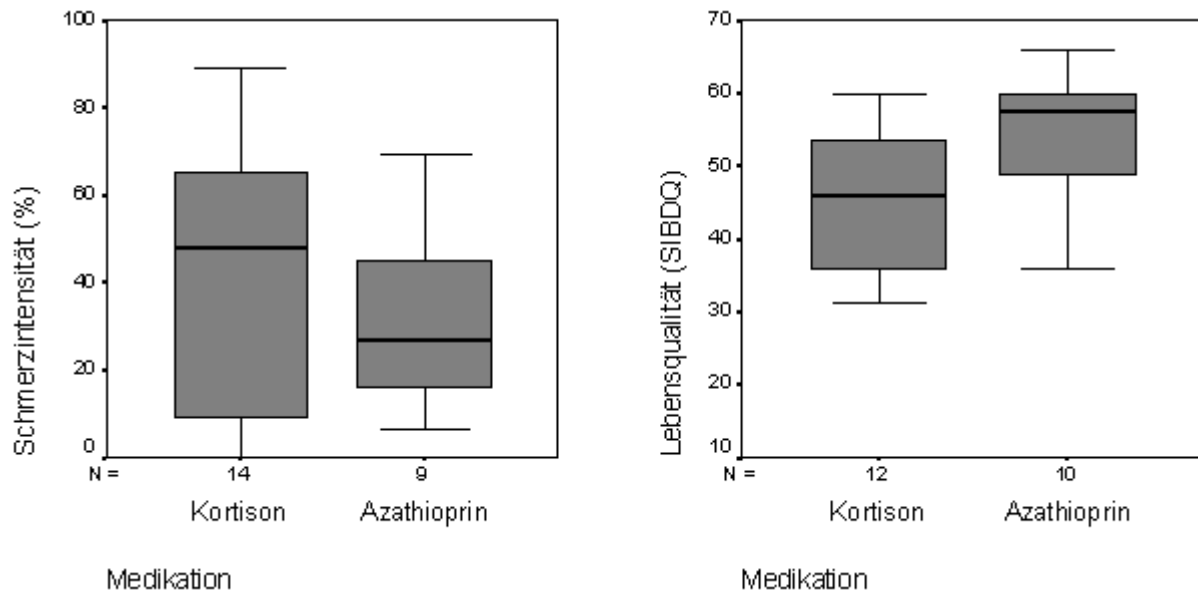 Schmerzintensität (%)
100
80
60
40
20
0
N =
14
9
Kortison
Azathioprin
Medikation
Lebensqualität (SIBDQ)
70
60
50
40
30
20
10
N =
12
10
Kortison
Azathioprin
Medikation